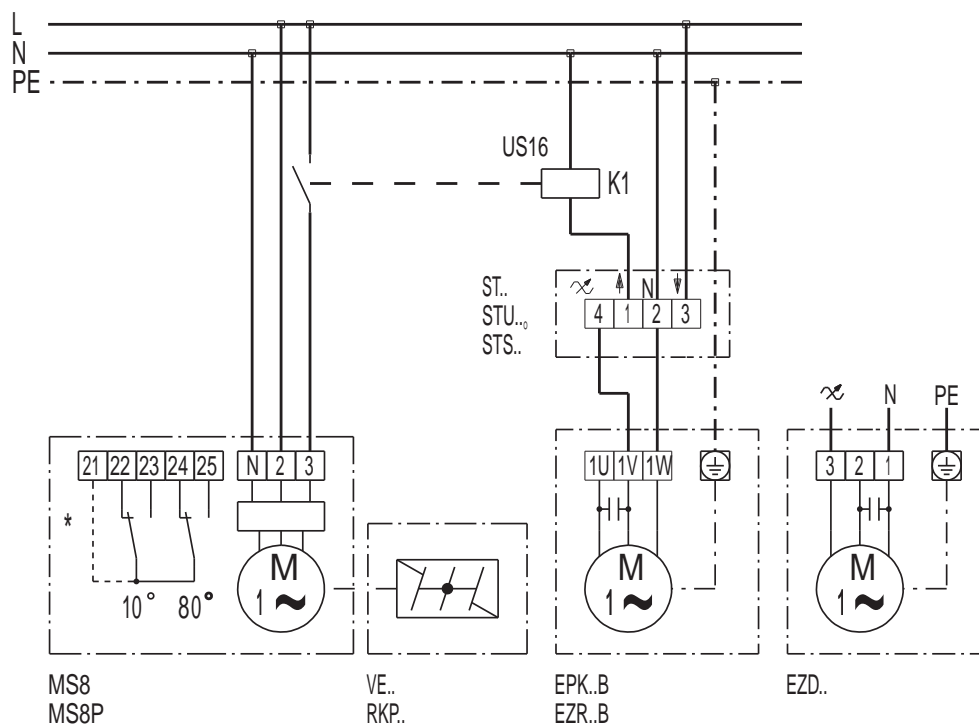 L
N
PE
US16
K1
ST..
STU..
STS..
N
4 1 2 3
N PE
21 22 23 24 25 N 2 3
1U 1V 1W
3 2 1
*
10° 80°
M
1 ~
M
1 ~
M
1 ~
MS8
MS8P
VE..
RKP..
EPK..B
EZR..B
EZD..